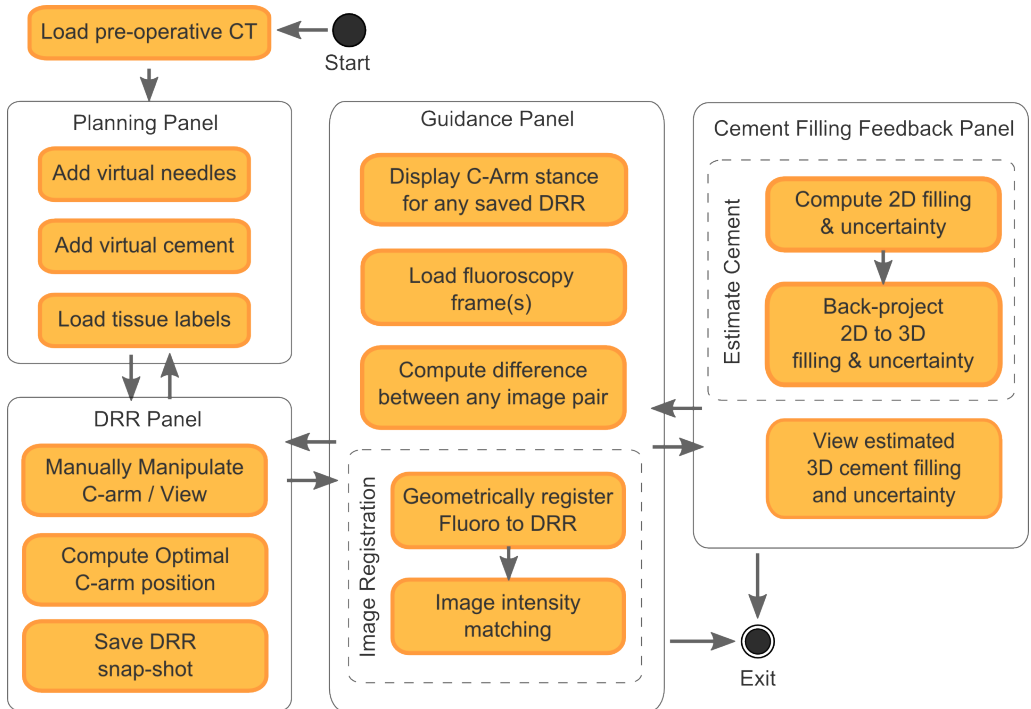 Load pre-operative CT
Start
Planning Panel
Add virtual needles
Add virtual cement
Load tissue labels
DRR Panel
Manually Manipulate
C-arm / View
Compute Optimal
C-arm position
Save DRR
snap-shot
Guidance Panel
Display C-Arm stance
for any saved DRR
Load fluoroscopy
frame(s)
Compute difference
between any image pair
Image Registration
Geometrically register
Fluoro to DRR
Image intensity
matching
Cement Filling Feedback Panel
Estimate Cement
Compute 2D filling
& uncertainty
Back-project
2D to 3D
filling & uncertainty
View estimated
3D cement filling
and uncertainty
Exit